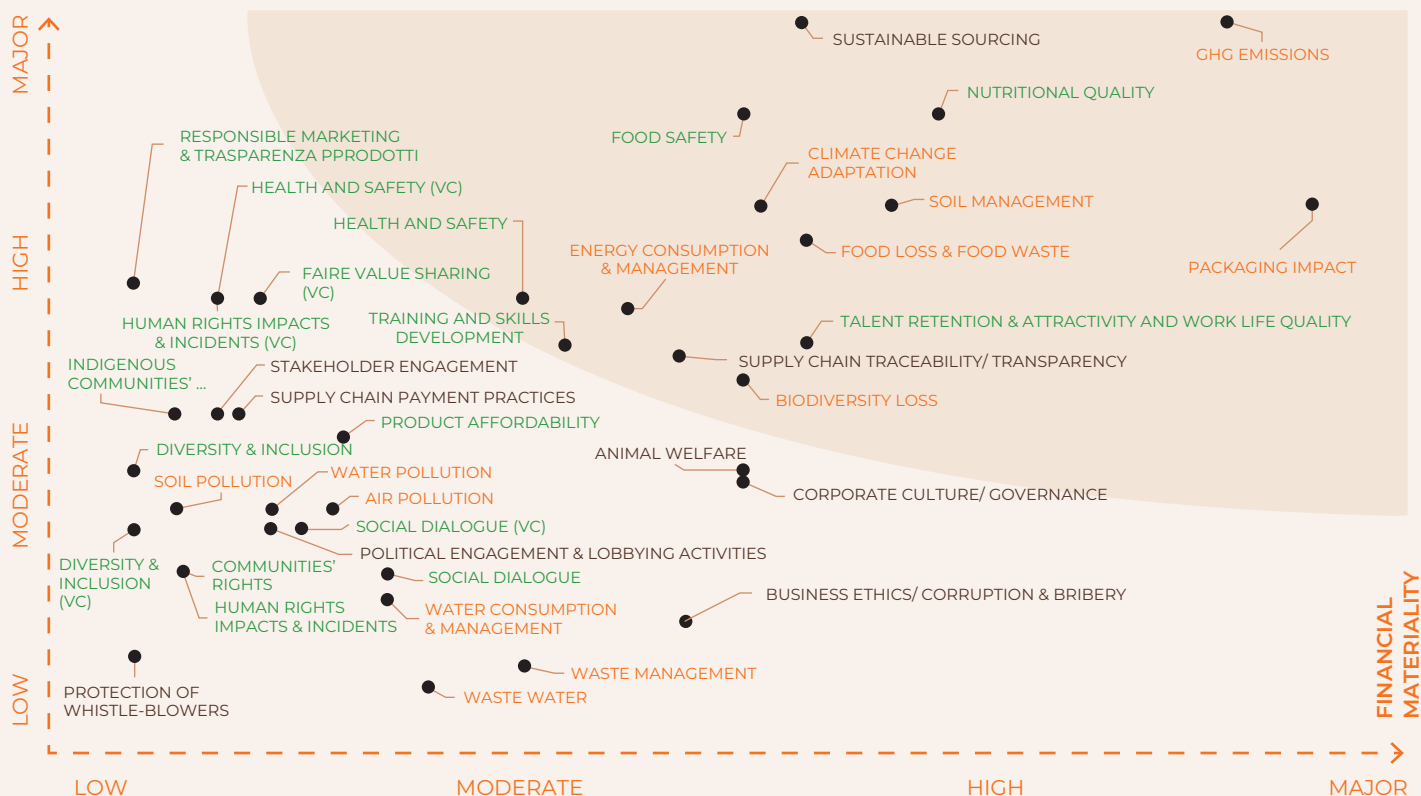 MAJOR
SUSTAINABLE SOURCING
GHG EMISSIONS
NUTRITIONAL QUALITY
RESPONSIBLE MARKETING
& TRASPARENZA PPRODOTTI
FOOD SAFETY
CLIMATE CHANGE
ADAPTATION
HEALTH AND SAFETY (VC)
SOIL MANAGEMENT
HEALTH AND SAFETY
HIGH
ENERGY CONSUMPTION
& MANAGEMENT
FOOD LOSS & FOOD WASTE
PACKAGING IMPACT
FAIRE VALUE SHARING
(VC)
HUMAN RIGHTS IMPACTS
& INCIDENTS (VC)
TRAINING AND SKILLS
DEVELOPMENT
TALENT RETENTION & ATTRACTIVITY AND WORK LIFE QUALITY
SUPPLY CHAIN TRACEABILITY/ TRANSPARENCY
INDIGENOUS
COMMUNITIES' ...
STAKEHOLDER ENGAGEMENT
SUPPLY CHAIN PAYMENT PRACTICES
BIODIVERSITY LOSS
PRODUCT AFFORDABILITY
MODERATE
DIVERSITY & INCLUSION
ANIMAL WELFARE
SOIL POLLUTION
WATER POLLUTION
AIR POLLUTION
CORPORATE CULTURE/ GOVERNANCE
SOCIAL DIALOGUE (VC)
POLITICAL ENGAGEMENT & LOBBYING ACTIVITIES
DIVERSITY &
INCLUSION
(VC)
COMMUNITIES'
RIGHTS
HUMAN RIGHTS
IMPACTS & INCIDENTS
SOCIAL DIALOGUE
WATER CONSUMPTION
& MANAGEMENT
BUSINESS ETHICS/ CORRUPTION & BRIBERY
FINANCIAL
MATERIALITY
WASTE MANAGEMENT
WASTE WATER
LOW
PROTECTION OF
WHISTLE-BLOWERS
LOW
MODERATE
HIGH
MAJOR